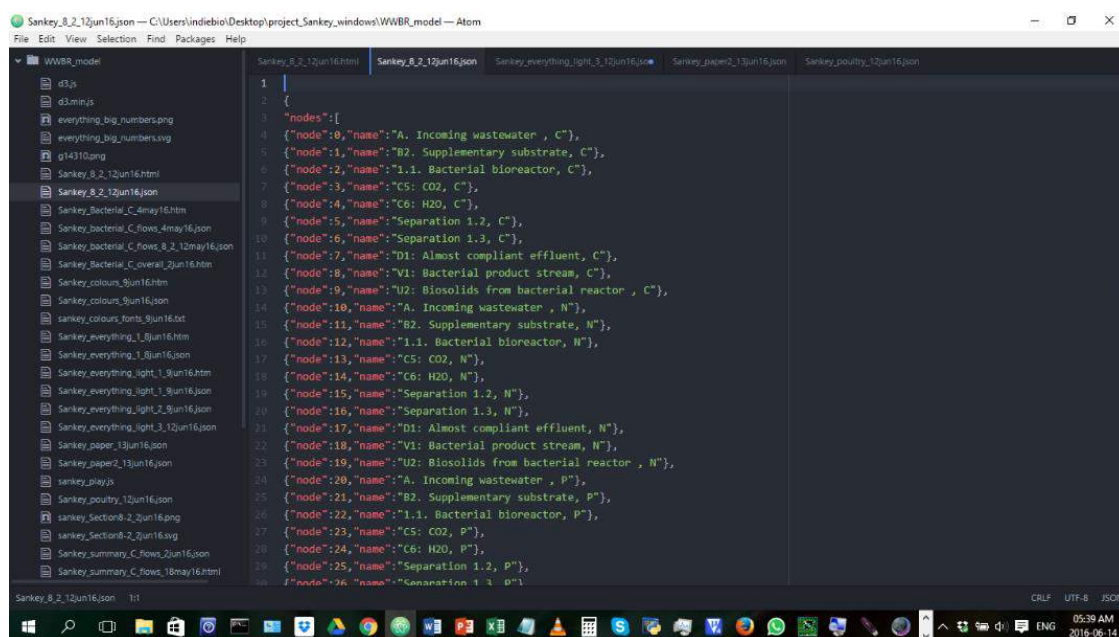 Sankey_8_2_12jun16.json — C:\Users\indiebio\Desktop\project_Sankey_windows\WWBR_model — Atom
File Edit View Selection Find Packages Help
WWBR_model
d3.js
d3.min.js
everything_big_numbers.png
everything_big_numbers.svg
g14310.png
Sankey_8_2_12jun16.html
Sankey_8_2_12jun16.json
Sankey_Bacterial_C_4may16.htm
Sankey_bacterial_C_flows_4may16.json
Sankey_bacterial_C_flows_8_2_12may16.json
Sankey_Bacterial_C_overall_2jun16.htm
Sankey_colours_9jun16.htm
Sankey_colours_9jun16.json
sankey_colours_fonts_9jun16.txt
Sankey_everything_1_8jun16.htm
Sankey_everything_1_8jun16.json
Sankey_everything_light_1_9jun16.htm
Sankey_everything_light_1_9jun16.json
Sankey_everything_light_2_9jun16.json
Sankey_everything_light_3_12jun16.json
Sankey_paper_13jun16.json
Sankey_paper2_13jun16.json
sankey_play.js
Sankey_poultry_12jun16.json
sankey_Section8-2_2jun16.png
sankey_Section8-2_2jun16.svg
Sankey_summary_C_flows_2jun16.json
Sankey_summary_C_flows_18may16.html
Sankey_8_2_12jun16.html Sankey_8_2_12jun16.json Sankey_everything_light_3_12jun16.jso Sankey_paper2_13jun16.json Sankey_poultry_12jun16.json
1
2 {
3 "nodes":[
4 {"node":0,"name":"A. Incoming wastewater , C"},
5 {"node":1,"name":"B2. Supplementary substrate, C"},
6 {"node":2,"name":"1.1. Bacterial bioreactor, C"},
7 {"node":3,"name":"C5: CO2, C"},
8 {"node":4,"name":"C6: H2O, C"},
9 {"node":5,"name":"Separation 1.2, C"},
10 {"node":6,"name":"Separation 1.3, C"},
11 {"node":7,"name":"D1: Almost compliant effluent, C"},
12 {"node":8,"name":"V1: Bacterial product stream, C"},
13 {"node":9,"name":"U2: Biosolids from bacterial reactor , C"},
14 {"node":10,"name":"A. Incoming wastewater , N"},
15 {"node":11,"name":"B2. Supplementary substrate, N"},
16 {"node":12,"name":"1.1. Bacterial bioreactor, N"},
17 {"node":13,"name":"C5: CO2, N"},
18 {"node":14,"name":"C6: H2O, N"},
19 {"node":15,"name":"Separation 1.2, N"},
20 {"node":16,"name":"Separation 1.3, N"},
21 {"node":17,"name":"D1: Almost compliant effluent, N"},
22 {"node":18,"name":"V1: Bacterial product stream, N"},
23 {"node":19,"name":"U2: Biosolids from bacterial reactor , N"},
24 {"node":20,"name":"A. Incoming wastewater , P"},
25 {"node":21,"name":"B2. Supplementary substrate, P"},
26 {"node":22,"name":"1.1. Bacterial bioreactor, P"},
27 {"node":23,"name":"C5: CO2, P"},
28 {"node":24,"name":"C6: H2O, P"},
29 {"node":25,"name":"Separation 1.2, P"},
30 {"node":26,"name":"Separation 1.3, P"}
Sankey_8_2_12jun16.json 1:1 CRLF UTF-8 JSON
ENG 05:39 AM